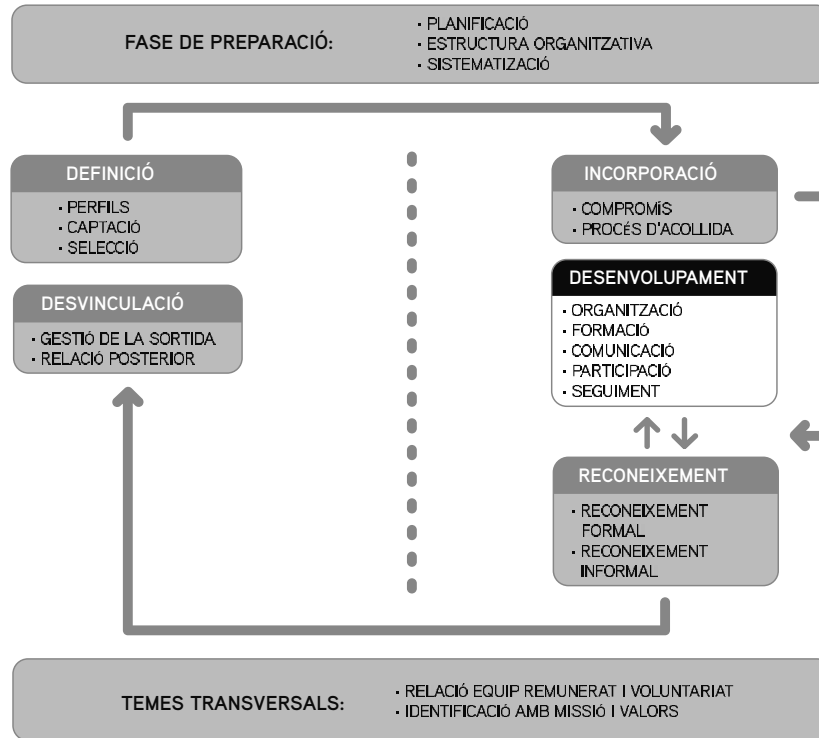 FASE DE PREPARACIÓ:
· PLANIFICACIÓ
· ESTRUCTURA ORGANITZATIVA
· SISTEMATIZACIÓ
DEFINICIÓ
· PERFILS
· CAPTACIÓ
· SELECCIÓ
DESVINCULACIÓ
· GESTIÓ DE LA SORTIDA
· RELACIÓ POSTERIOR
INCORPORACIÓ
· COMPROMÍS
· PROCÉS D'ACOLLIDA
DESENVOLUPAMENT
· ORGANITZACIÓ
· FORMACIÓ
· COMUNICACIÓ
· PARTICIPACIÓ
· SEGUIMENT
RECONEIXEMENT
· RECONEIXEMENT
FORMAL
· RECONEIXEMENT
INFORMAL
TEMES TRANSVERSALS:
· RELACIÓ EQUIP REMUNERAT I VOLUNTARIAT
· IDENTIFICACIÓ AMB MISSIÓ I VALORS